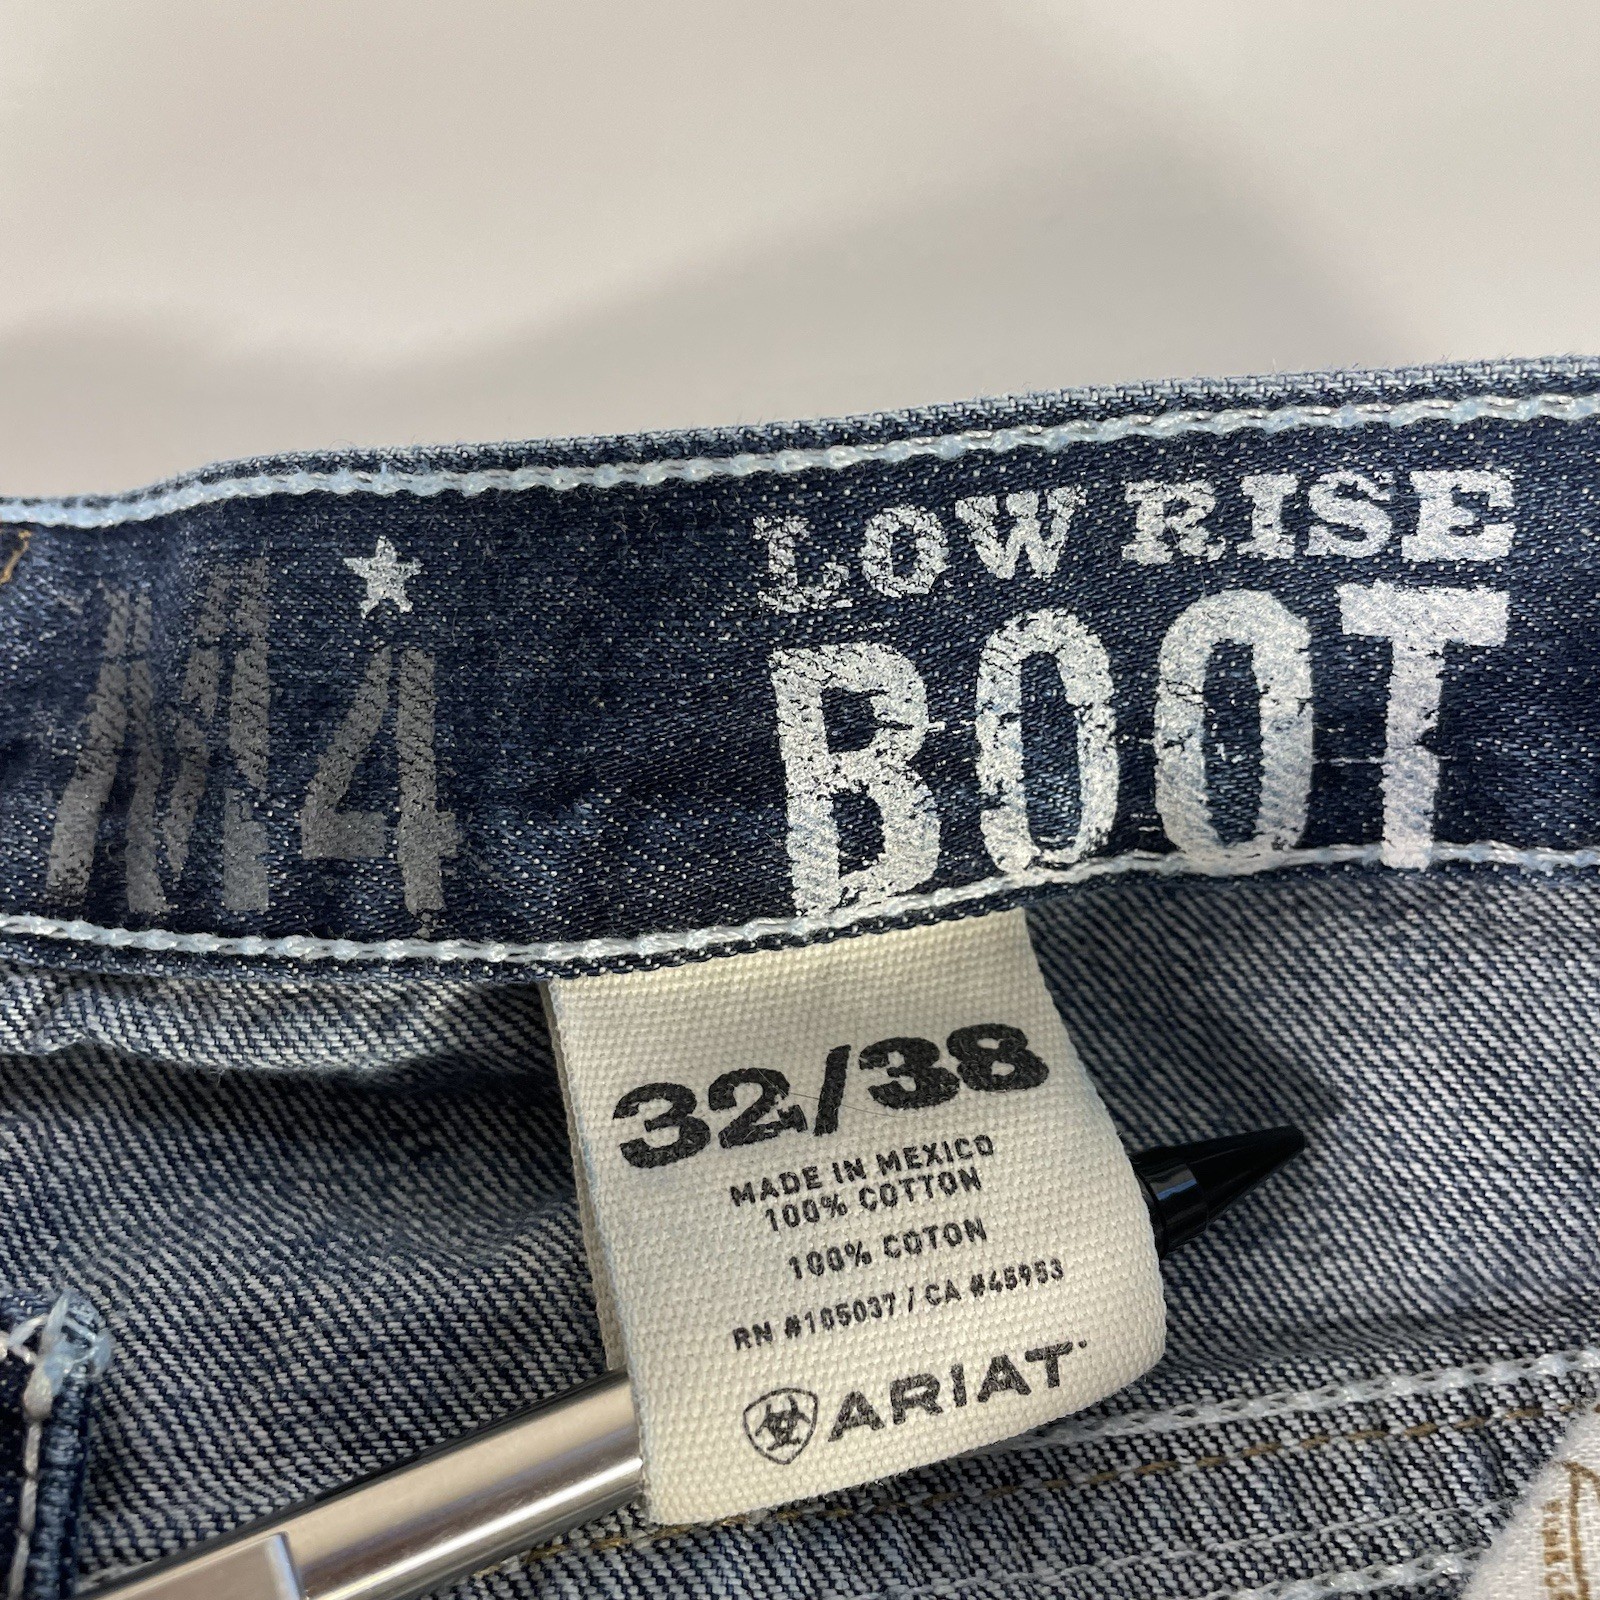 M4
LOW RISE
BOOT
32/38
MADE IN MEXICO
100% COTTON
100% COTON
RN #105037 / CA #45953
ARIAT